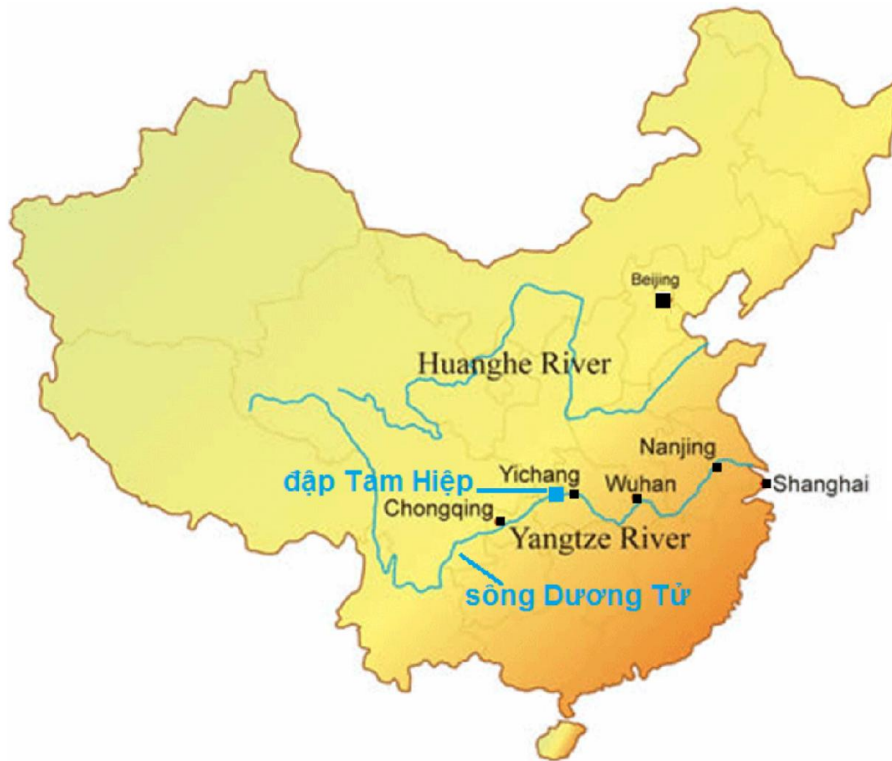 Beijing
Huanghe River
Nanjing
đập Tam Hiệp
Yichang
Wuhan
Shanghai
Chongqing
Yangtze River
sông Dương Tử